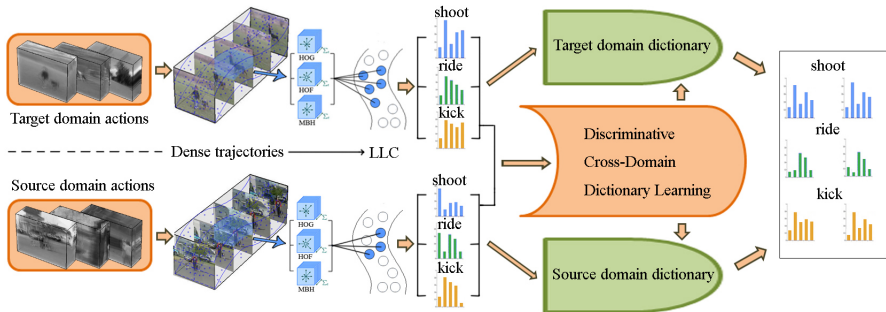 Target domain actions
HOG
HOF
MBH
shoot
ride
kick
Target domain dictionary
Dense trajectories
LLC
Discriminative
Cross-Domain
Dictionary Learning
shoot
ride
kick
Source domain actions
HOG
HOF
MBH
shoot
ride
kick
Source domain dictionary